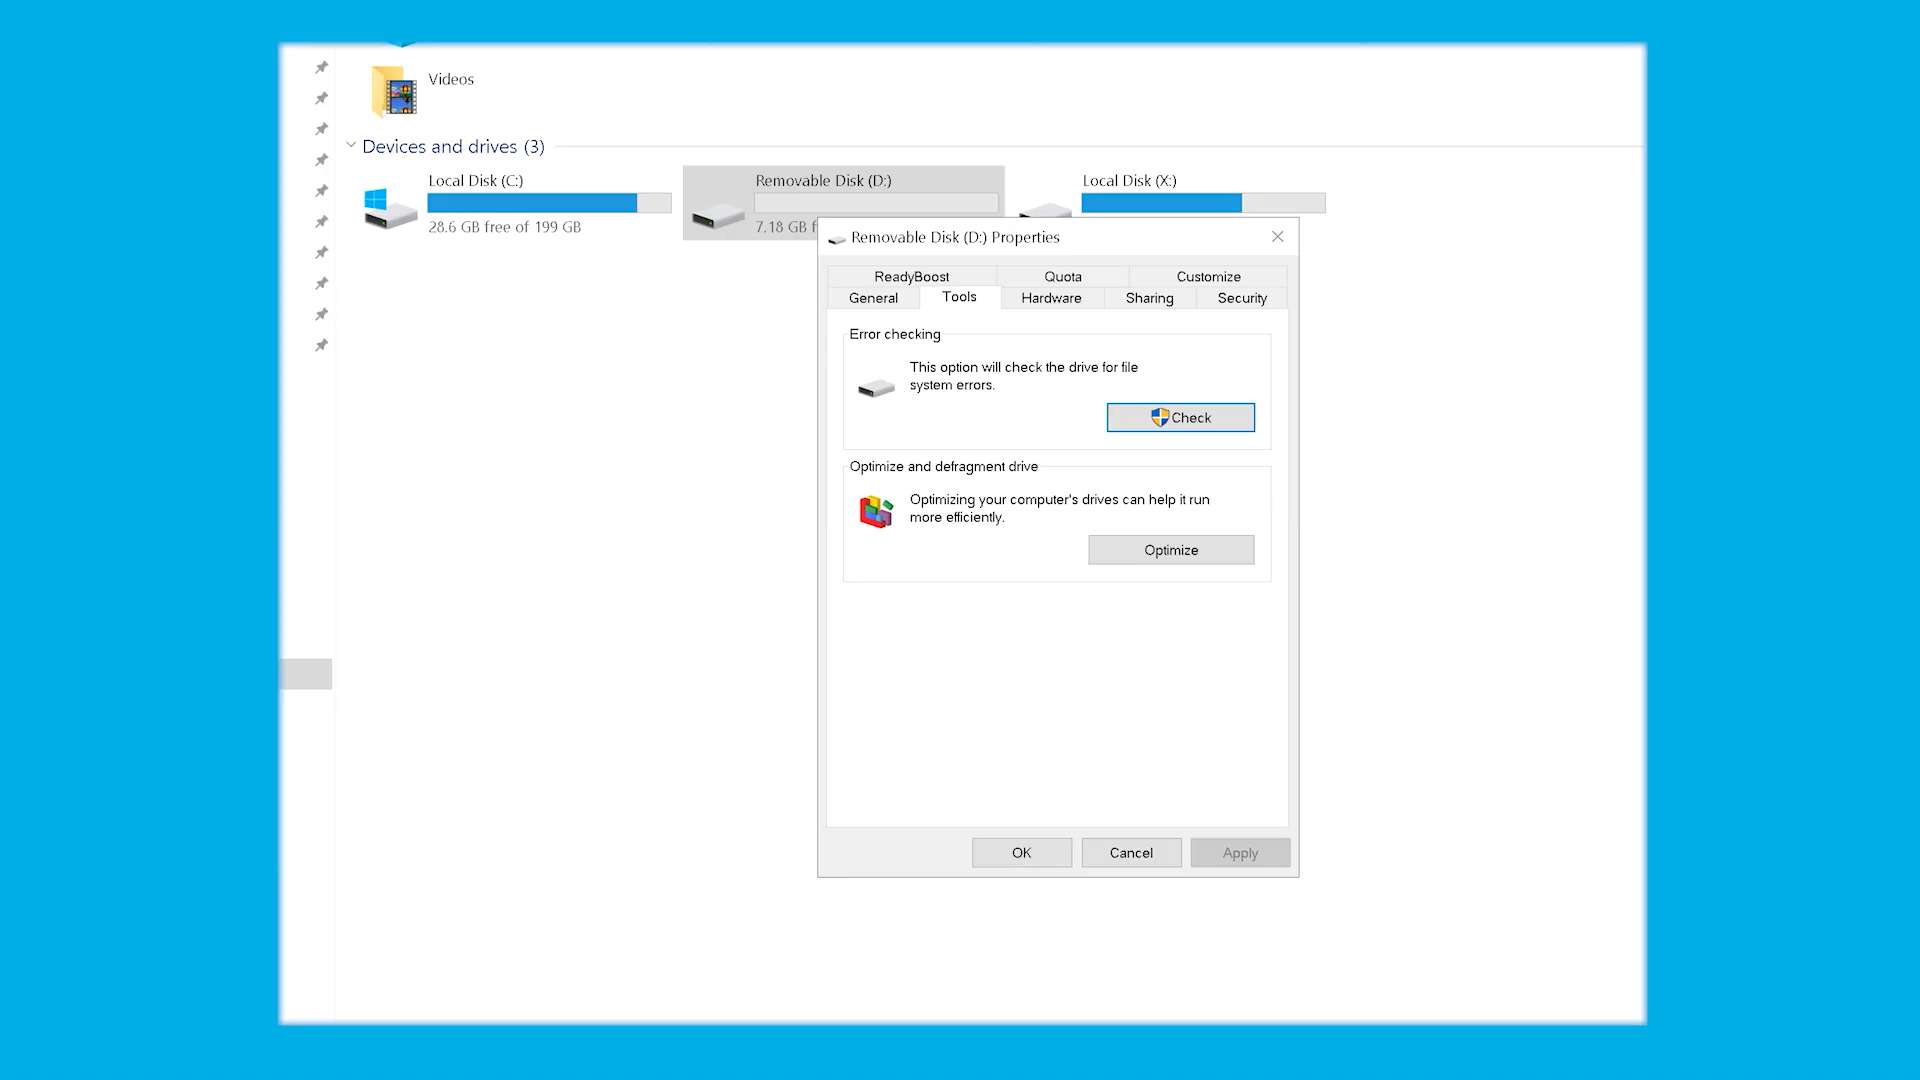 Videos
Devices and drives (3)
Local Disk (C:)
28.6 GB free of 199 GB
Removable Disk (D:)
7.18 GB f
Local Disk (X:)
Removable Disk (D:) Properties
ReadyBoost Quota Customize
General Tools Hardware Sharing Security
Error checking
This option will check the drive for file
system errors.
Check
Optimize and defragment drive
Optimizing your computer's drives can help it run
more efficiently.
Optimize
OK Cancel Apply